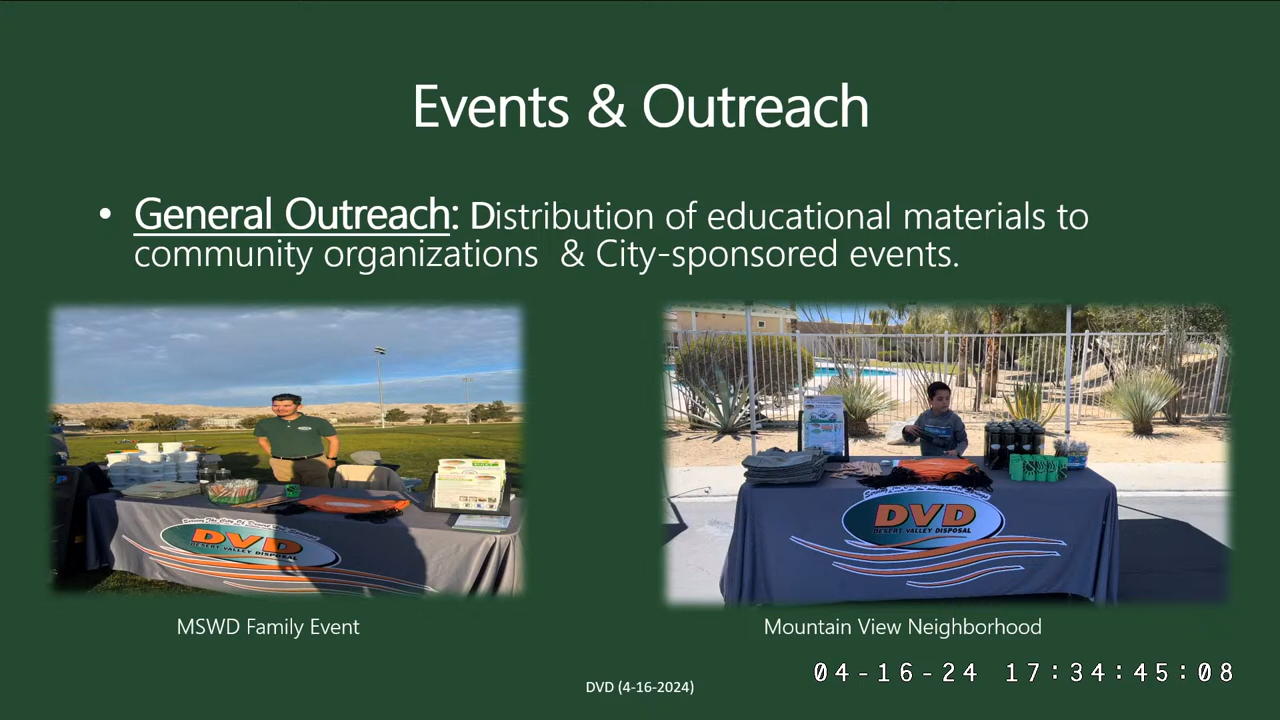 Events & Outreach
• General Outreach: Distribution of educational materials to
community organizations & City-sponsored events.
DVD
DESERT VALLEY DISPOSAL
DVD
DESERT VALLEY DISPOSAL
MSWD Family Event
Mountain View Neighborhood
04-16-24 17:34:45:08
DVD (4-16-2024)